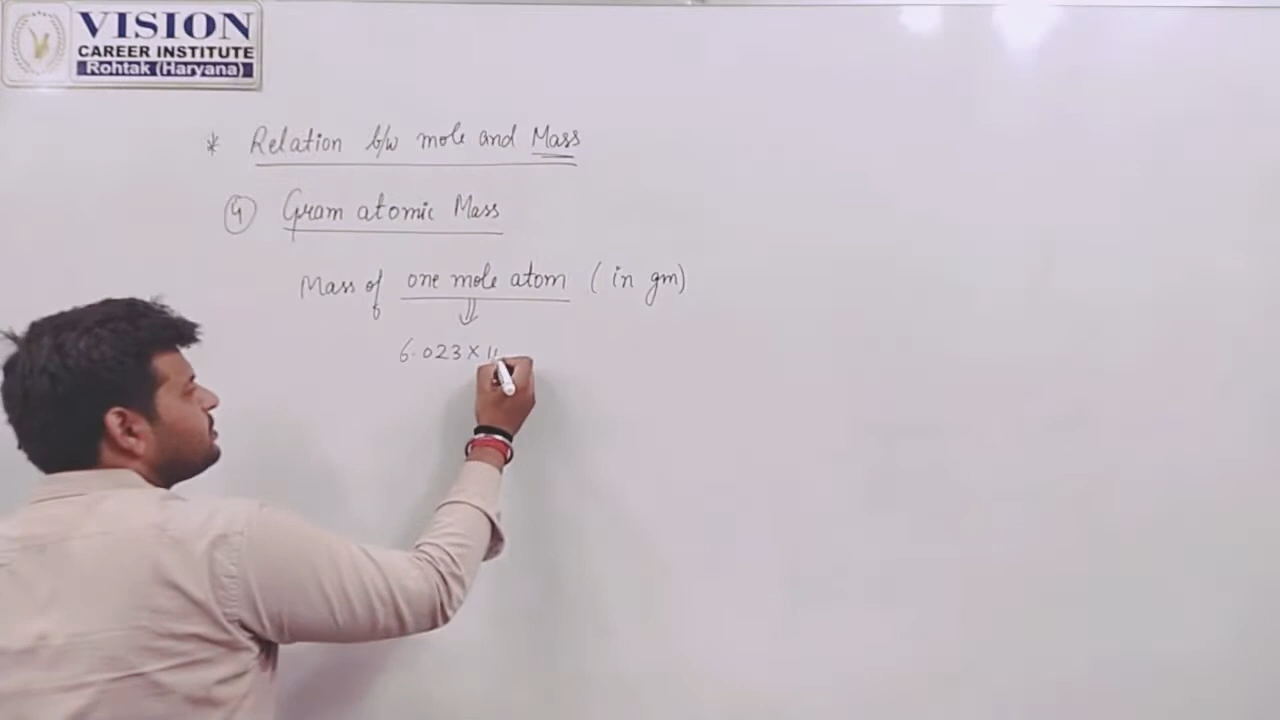 VISION
CAREER INSTITUTE
Rohtak (Haryana)
* Relation b/w mole and Mass
④ Gram atomic Mass
Mass of one mole atom (in gm)
⇓
6.023 × 1